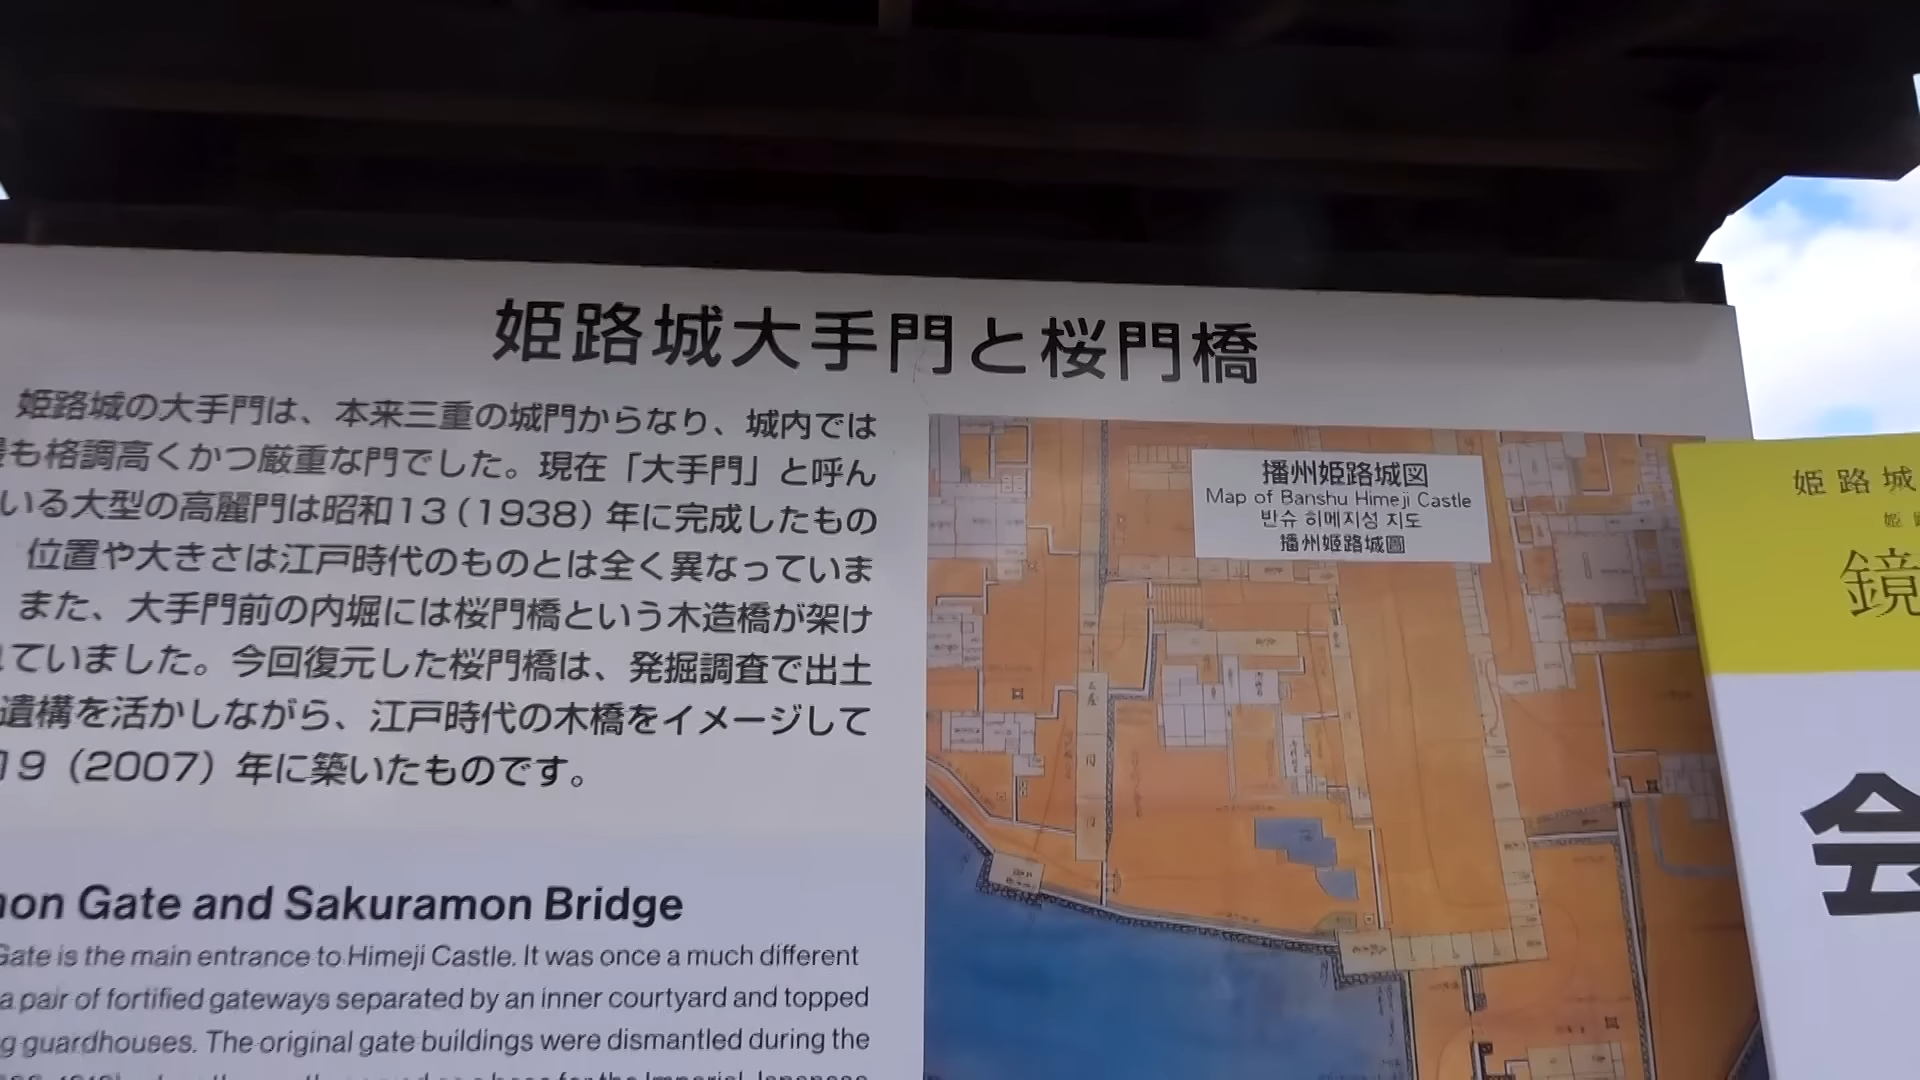 姫路城大手門と桜門橋
姫路城の大手門は、本来三重の城門からなり、城内では
も格調高くかつ厳重な門でした。現在「大手門」と呼ん
いる大型の高麗門は昭和13(1938)年に完成したもの
位置や大きさは江戸時代のものとは全く異なっていま
また、大手門前の内堀には桜門橋という木造橋が架け
ていました。今回復元した桜門橋は、発掘調査で出土
遺構を活かしながら、江戸時代の木橋をイメージして
19(2007)年に築いたものです。
Gate and Sakuramon Bridge
Gate is the main entrance to Himeji Castle. It was once a much different
a pair of fortified gateways separated by an inner courtyard and topped
guardhouses. The original gate buildings were dismantled during the
播州姫路城図
Map of Banshu Himeji Castle
반슈 히메지성 지도
播州姫路城圖
姫路城
姫
鏡
会